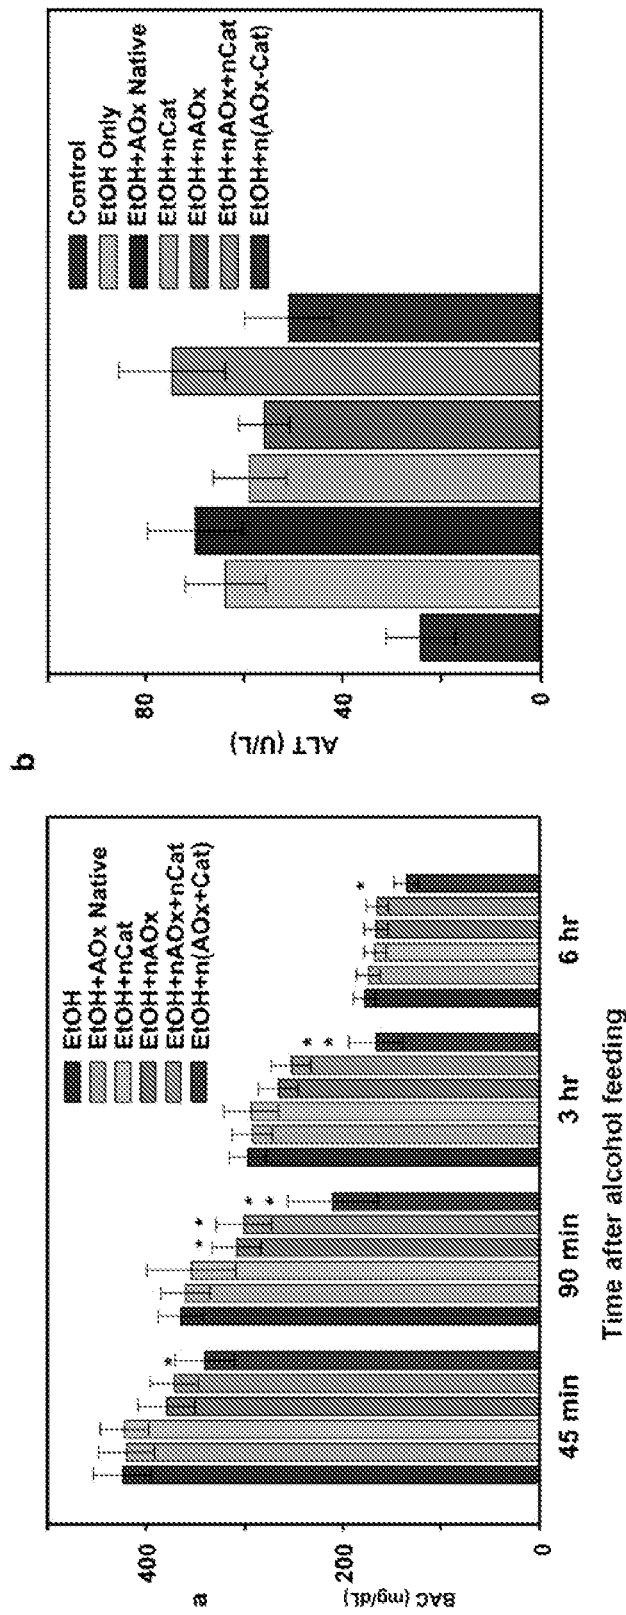 a
BAC (mg/dL)
400
200
0
EtOH
EtOH+AOx Native
EtOH+nCat
EtOH+nAOx
EtOH+nAOx+nCat
EtOH+n(AOx+Cat)
*
* *
* *
* *
*
45 min
90 min
3 hr
6 hr
Time after alcohol feeding
b
ALT (U/L)
80
40
0
Control
EtOH Only
EtOH+AOx Native
EtOH+nCat
EtOH+nAOx
EtOH+nAOx+nCat
EtOH+n(AOx-Cat)